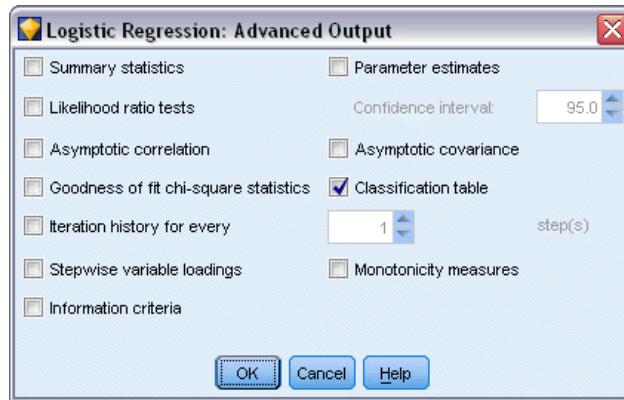 Logistic Regression: Advanced Output
Summary statistics
Parameter estimates
Likelihood ratio tests
Confidence interval: 95.0
Asymptotic correlation
Asymptotic covariance
Goodness of fit chi-square statistics
Classification table
Iteration history for every 1 step(s)
Stepwise variable loadings
Monotonicity measures
Information criteria
OK Cancel Help